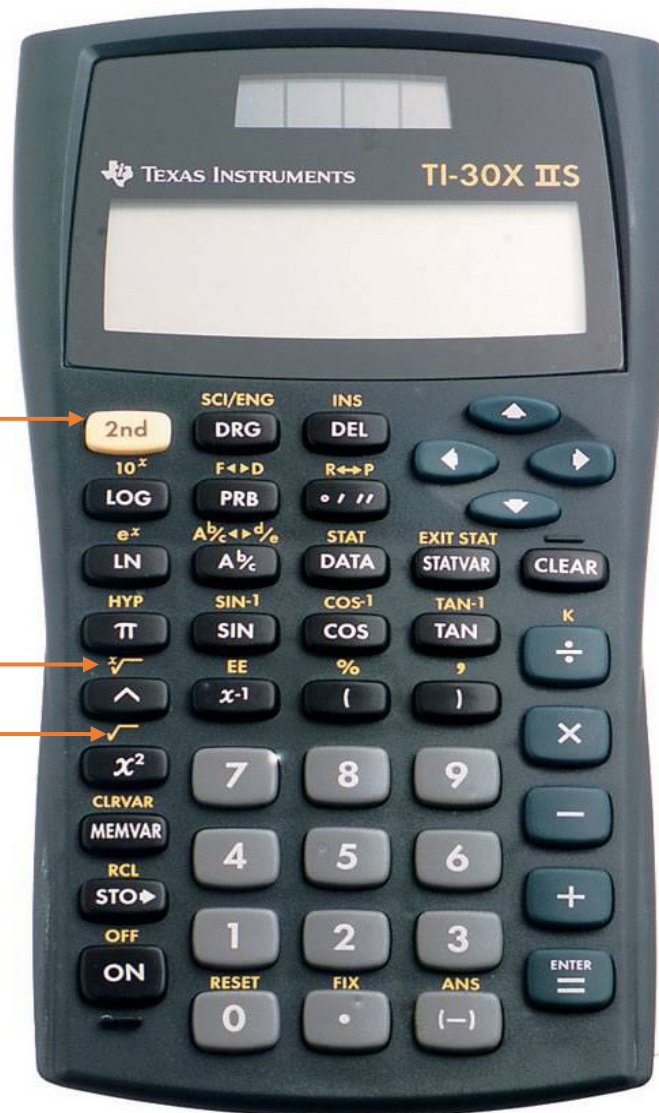 TEXAS INSTRUMENTS TI-30X IIS
SCI/ENG INS
2nd DRG DEL
10ˣ F◄►D R◄►P
LOG PRB ° ′ ″
eˣ Ab/c◄►d/e STAT EXIT STAT
LN Ab/c DATA STATVAR CLEAR
HYP SIN-1 COS-1 TAN-1 K
π SIN COS TAN ÷
ˣ√ EE % ,
^ x-1 ( ) ×
√
x² 7 8 9
CLRVAR
MEMVAR 4 5 6 −
RCL
STO► 1 2 3 +
OFF
ON ENTER =
RESET FIX ANS
0 . (—)